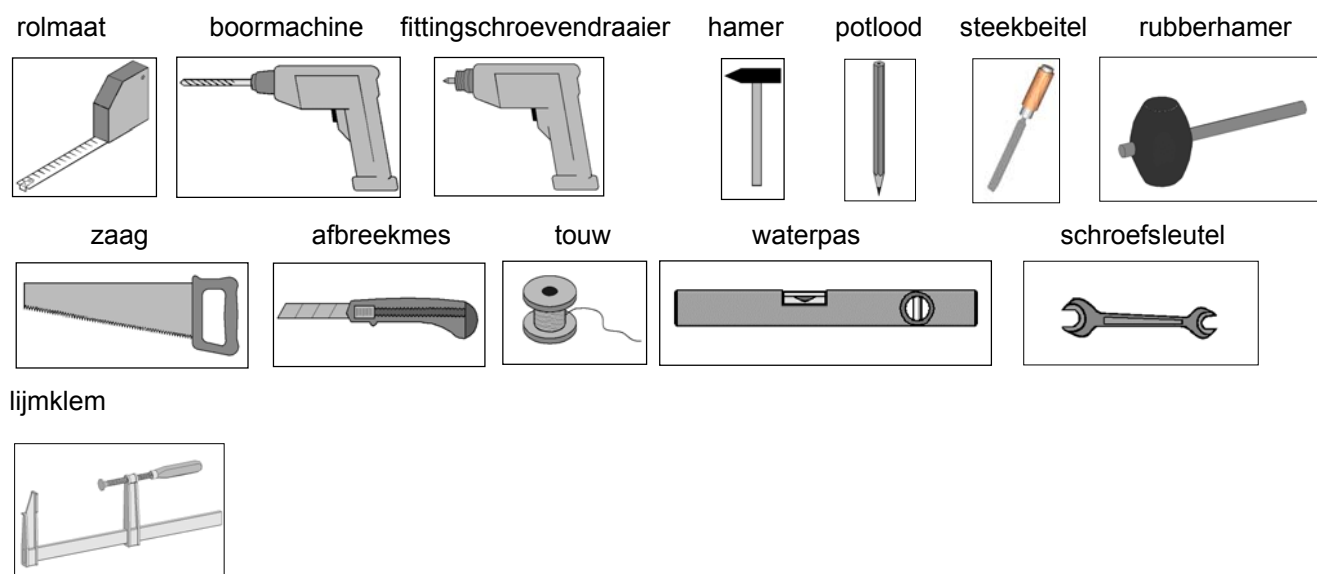 rolmaat boormachine fittingschroevendraaier hamer potlood steekbeitel rubberhamer
zaag afbreekmes touw waterpas schroefsleutel
lijmklem